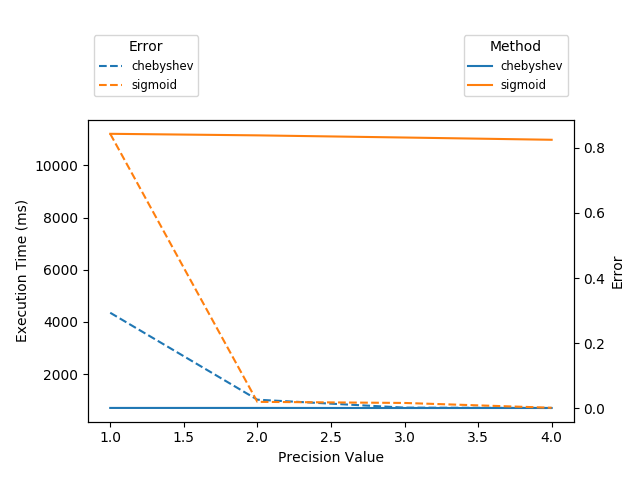 Error
chebyshev
sigmoid
Method
chebyshev
sigmoid
10000
8000
6000
4000
2000
Execution Time (ms)
0.8
0.6
0.4
0.2
0.0
Error
1.0 1.5 2.0 2.5 3.0 3.5 4.0
Precision Value